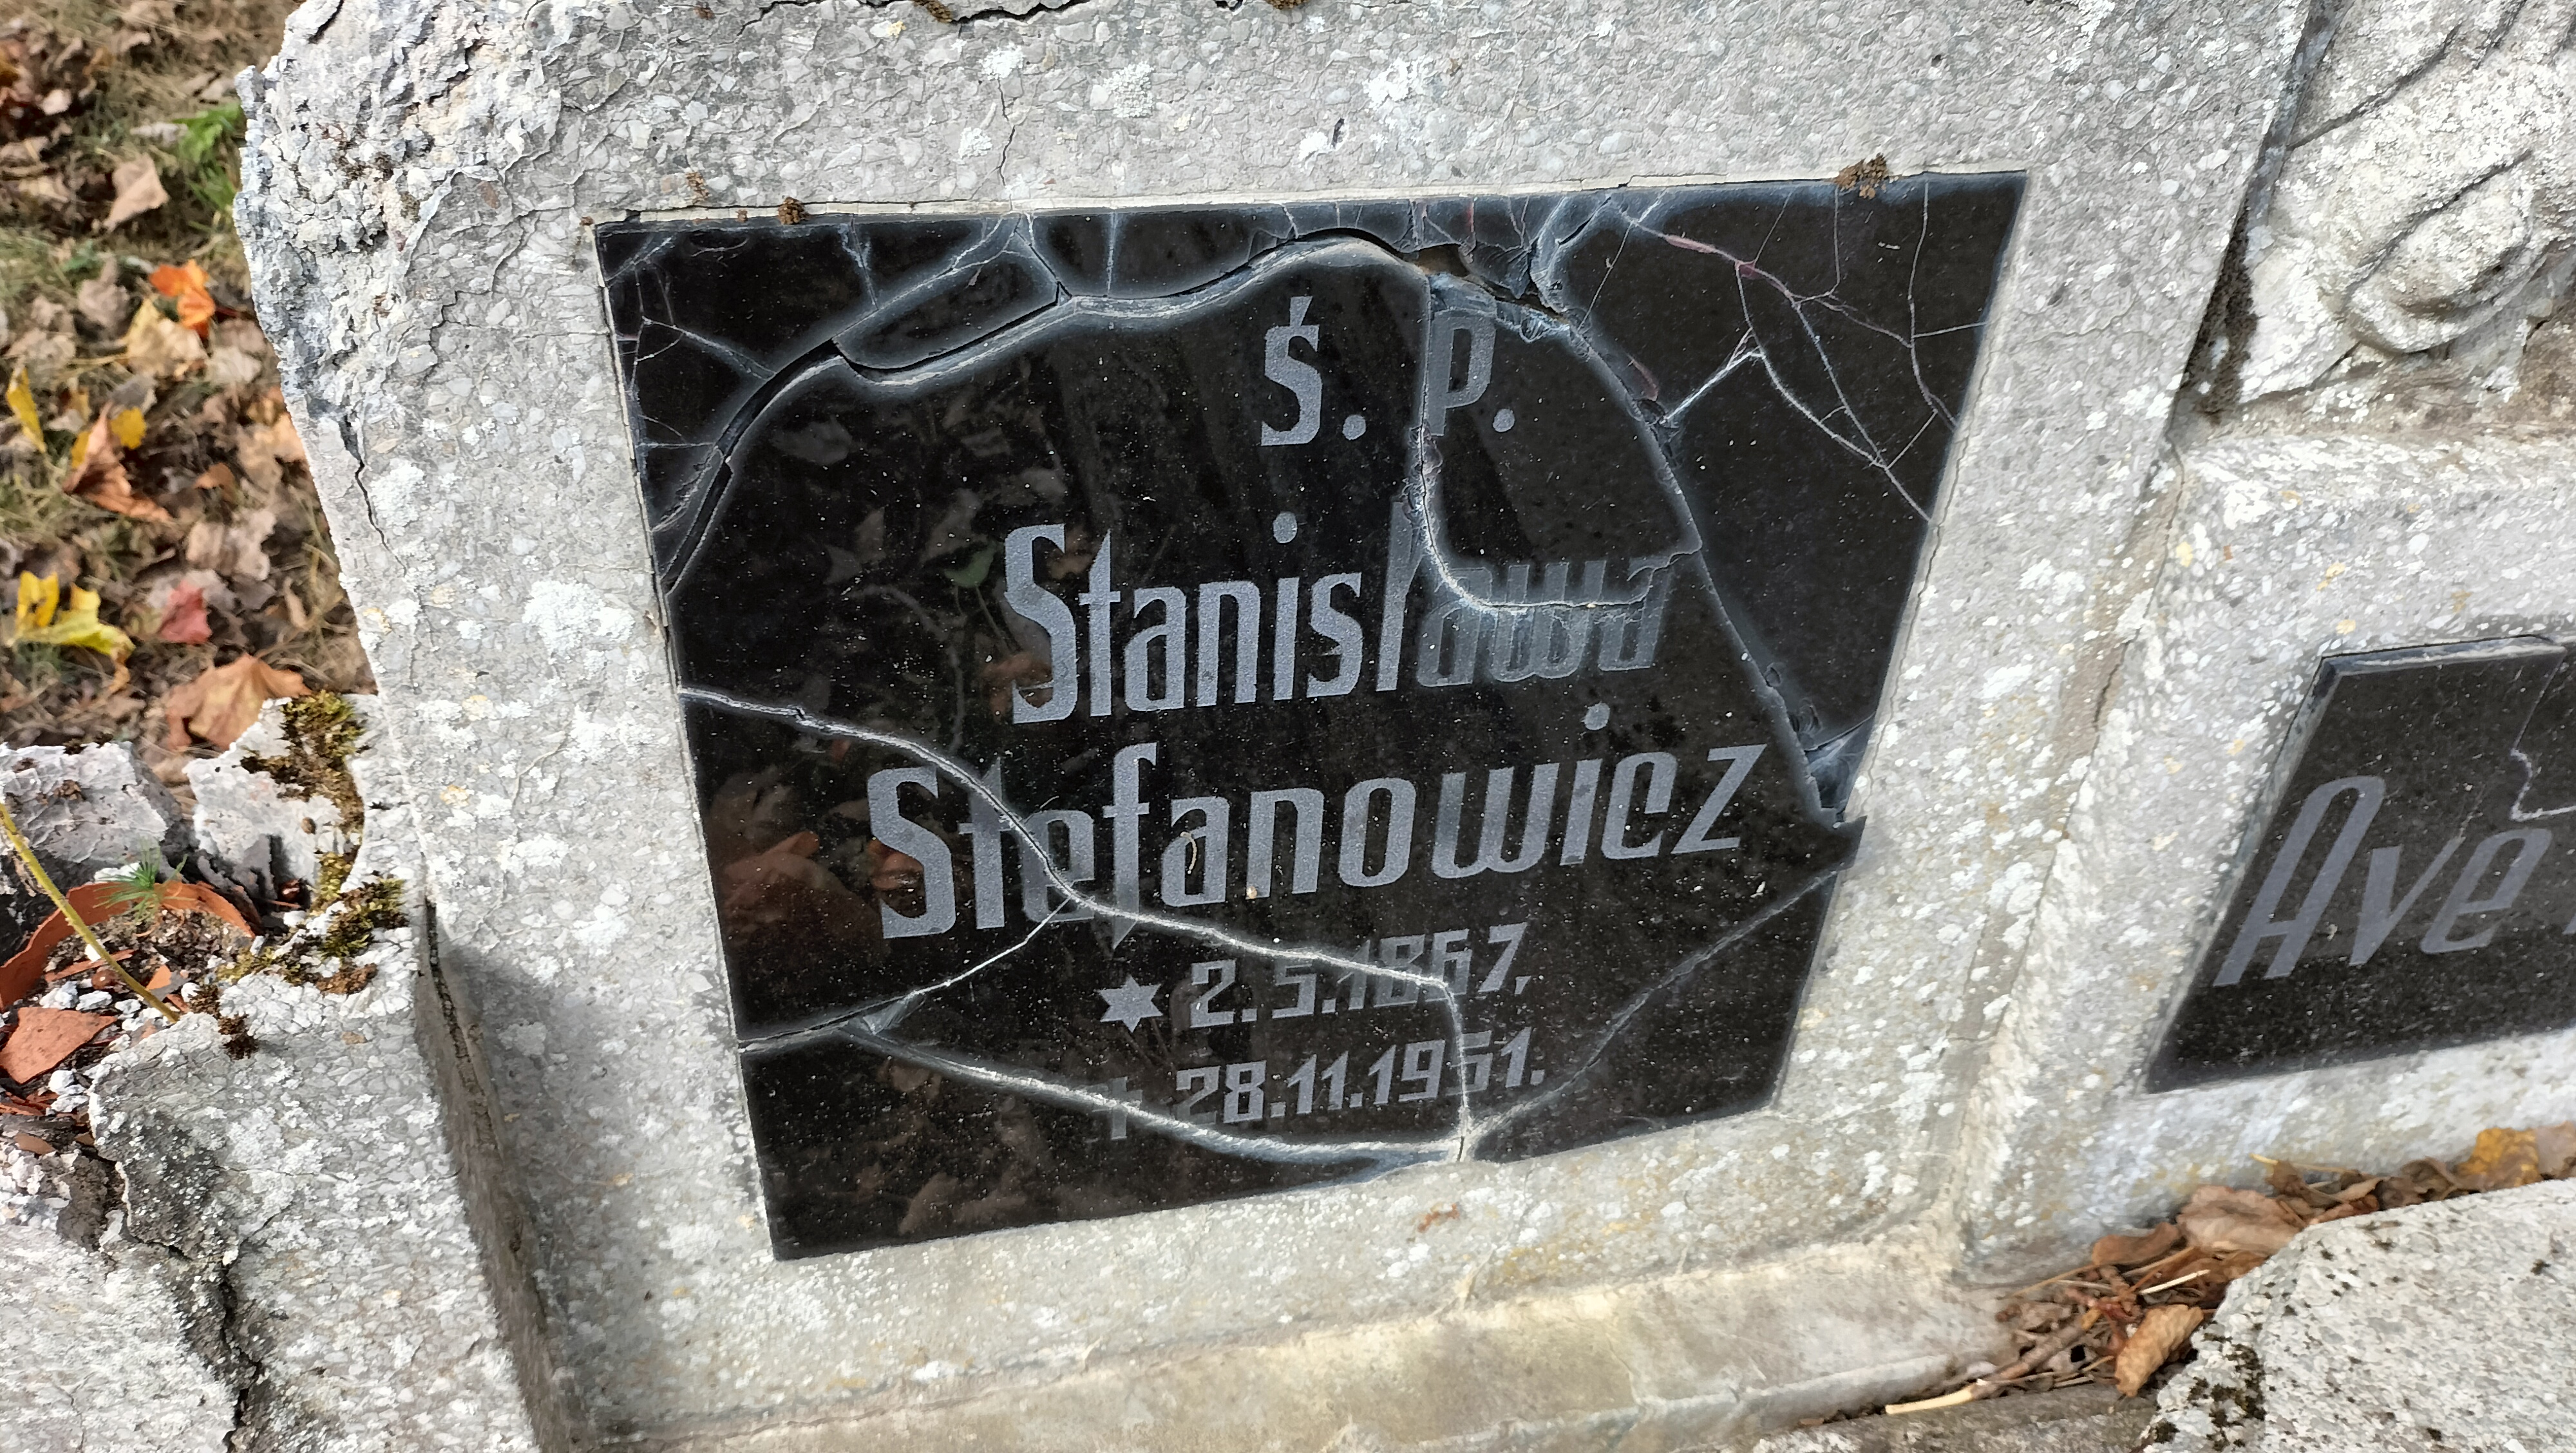 Ś. P.
Stanisława
Stefanowicz
✶ 2.5.1867.
† 28.11.1951.
Ave